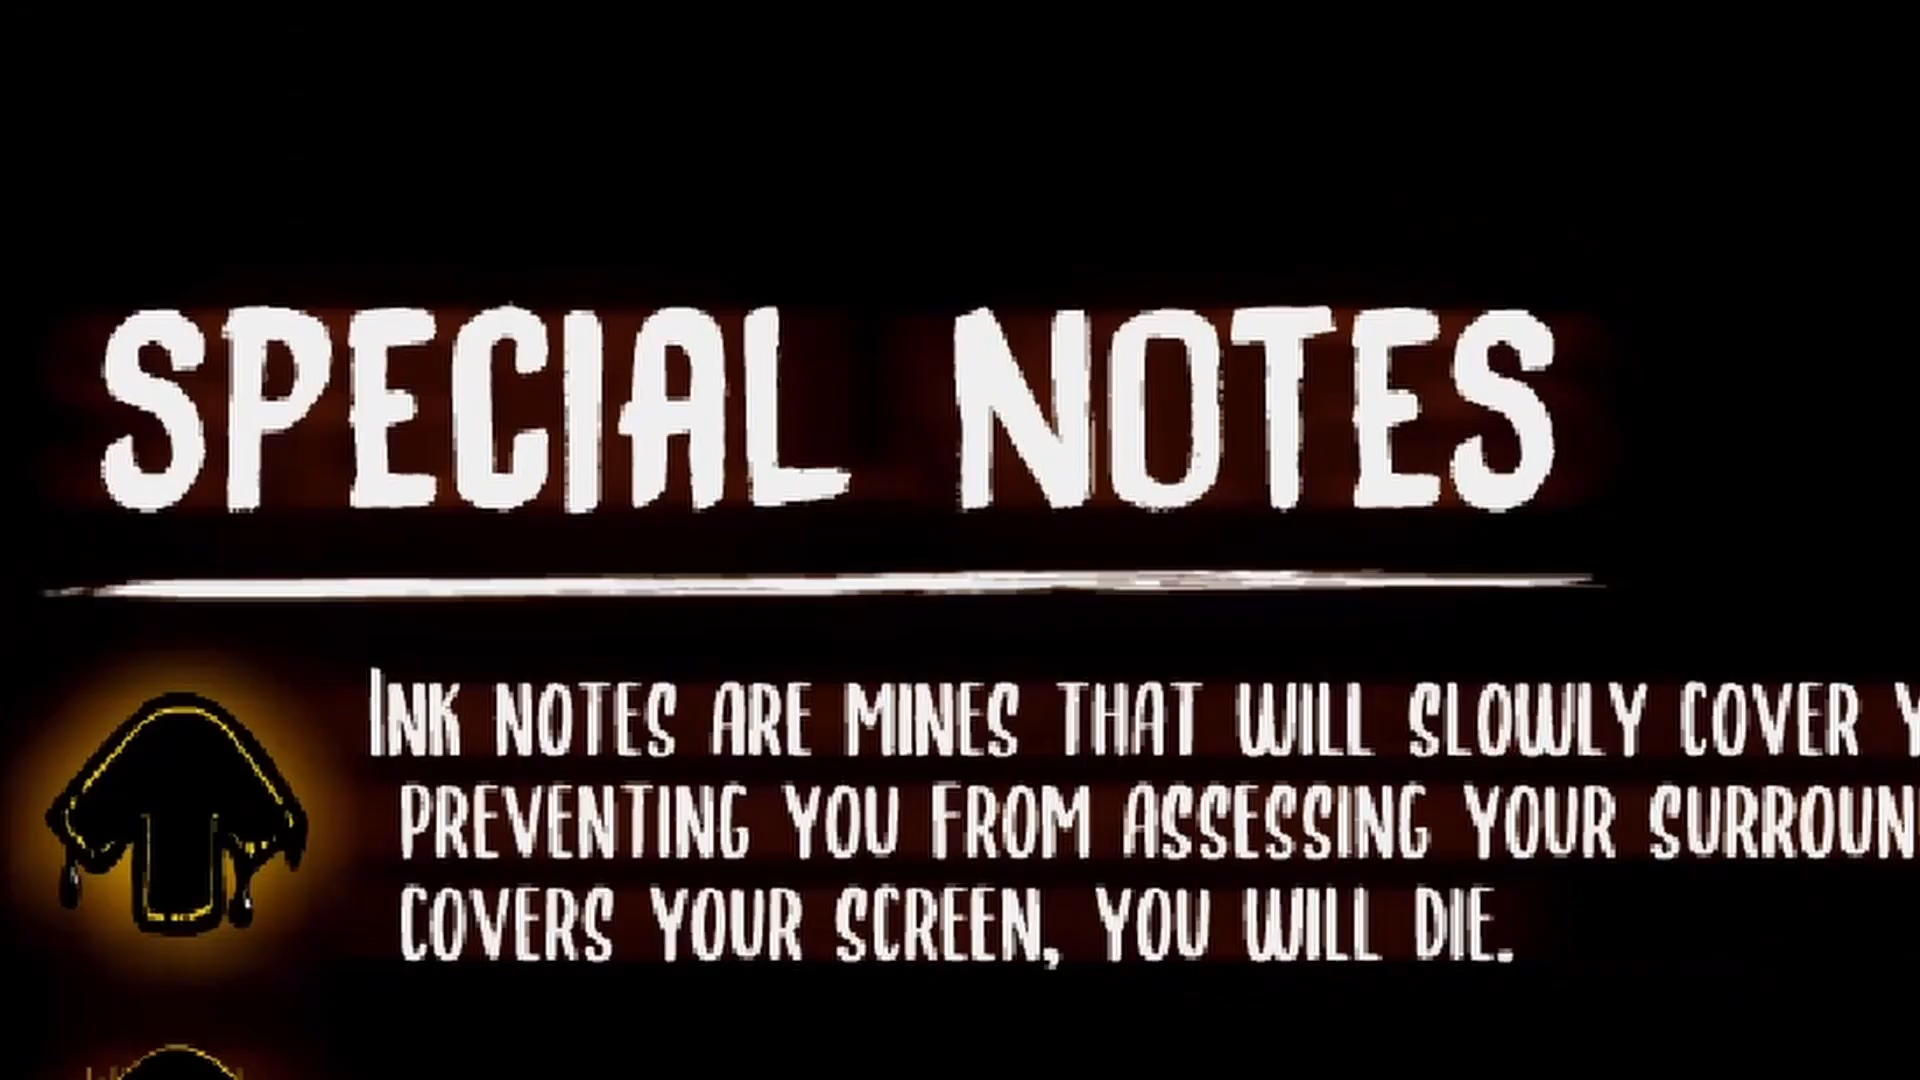 SPECIAL NOTES
INK NOTES ARE MINES THAT WILL SLOWLY COVER
PREVENTING YOU FROM ASSESSING YOUR
COVERS YOUR SCREEN, YOU WILL DIE.